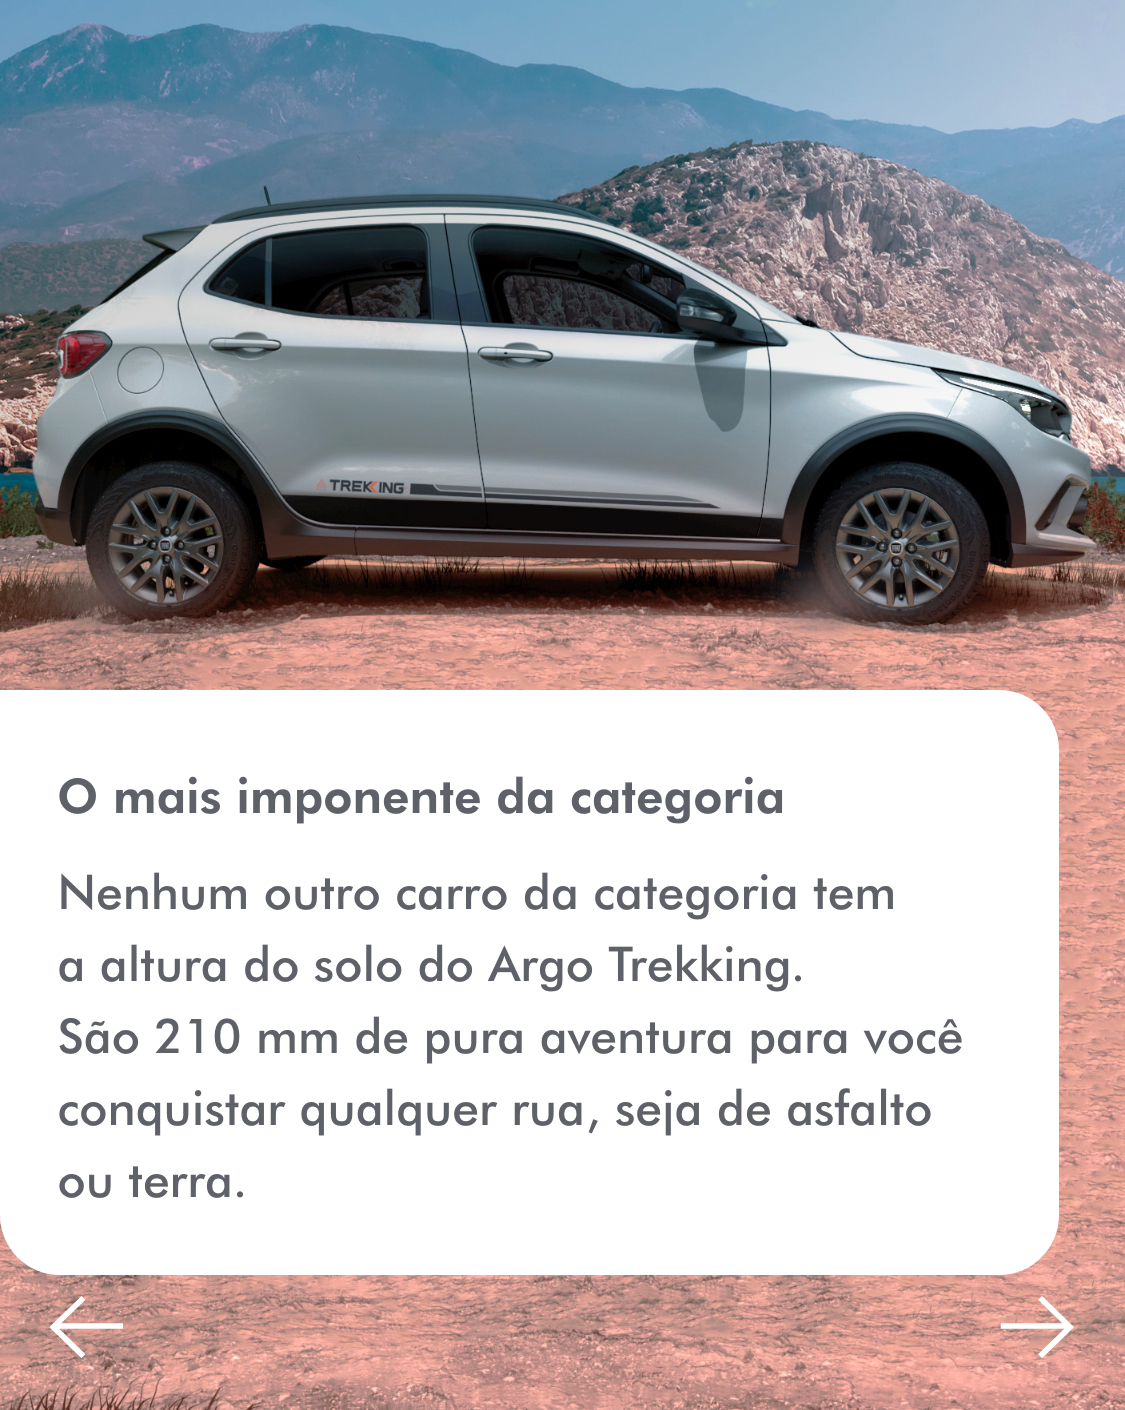 TREKKING
O mais imponente da categoria
Nenhum outro carro da categoria tem
a altura do solo do Argo Trekking.
São 210 mm de pura aventura para você
conquistar qualquer rua, seja de asfalto
ou terra.